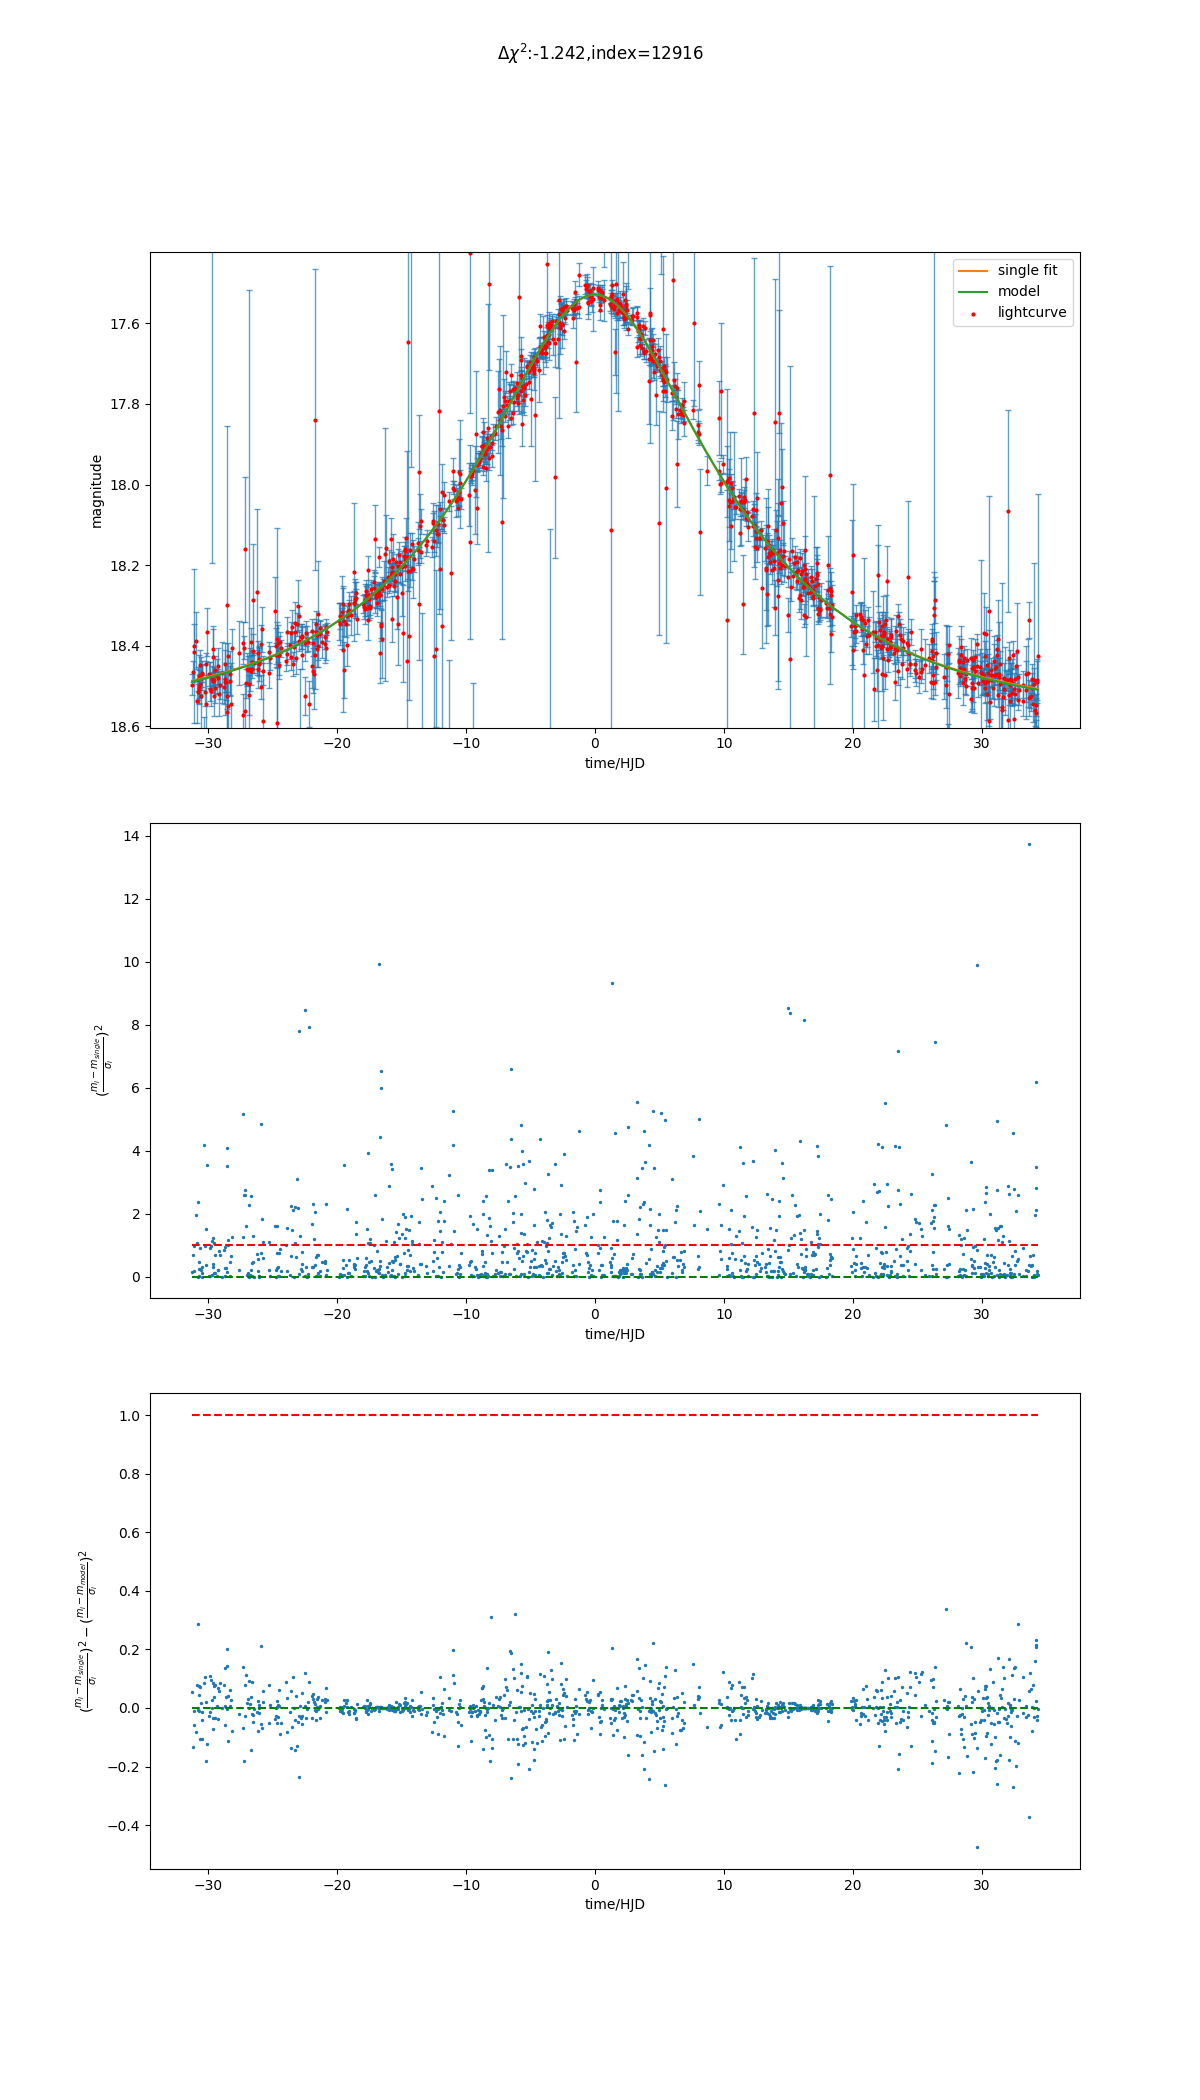 Δχ²:-1.242,index=12916
single fit
model
lightcurve
magnitude
17.6
17.8
18.0
18.2
18.4
18.6
−30 −20 −10 0 10 20 30
time/HJD
(m_i − m_single / σ_i)²
14
12
10
8
6
4
2
0
−30 −20 −10 0 10 20 30
time/HJD
(m_i − m_single / σ_i)² − (m_i − m_model / σ_i)²
1.0
0.8
0.6
0.4
0.2
0.0
−0.2
−0.4
−30 −20 −10 0 10 20 30
time/HJD